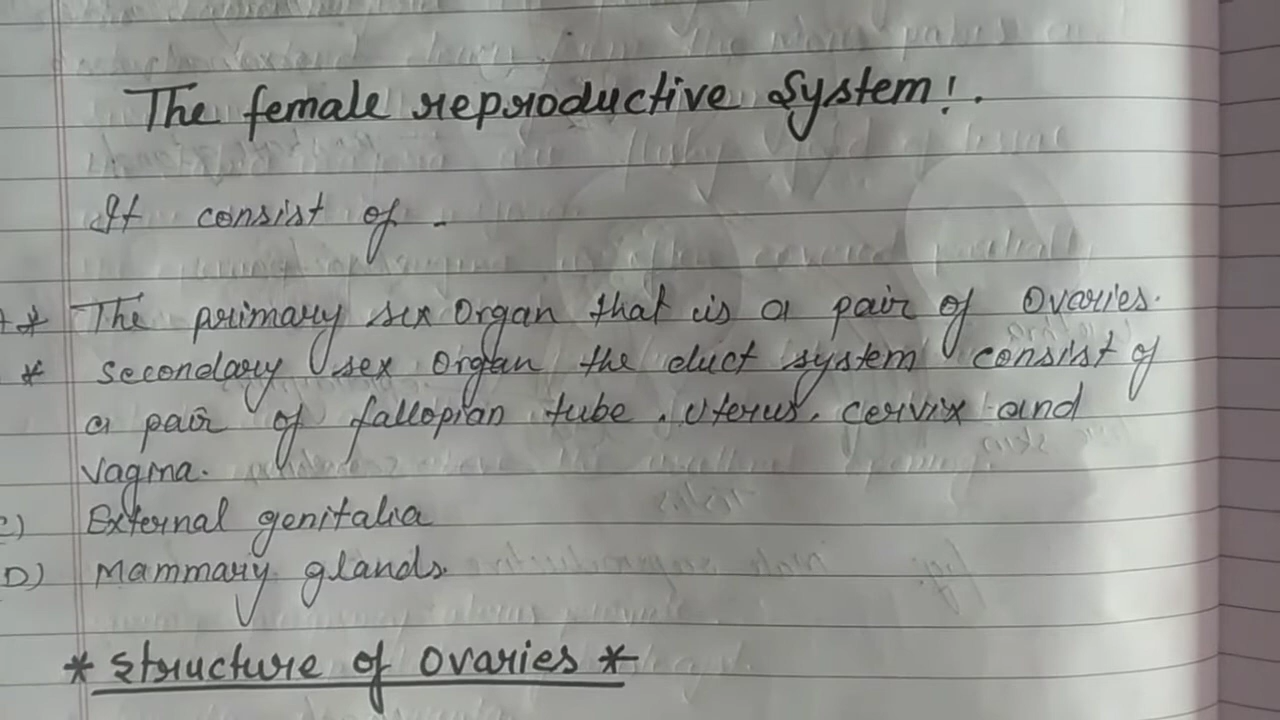 The female reproductive System!.
It consist of -
* The primary sex Organ that is a pair of Ovaries.
* secondary sex Organ the duct system consist of
a pair of fallopian tube, Uterus, cervix and
Vagina.
C) External genitalia
D) Mammary glands.
* Structure of Ovaries *